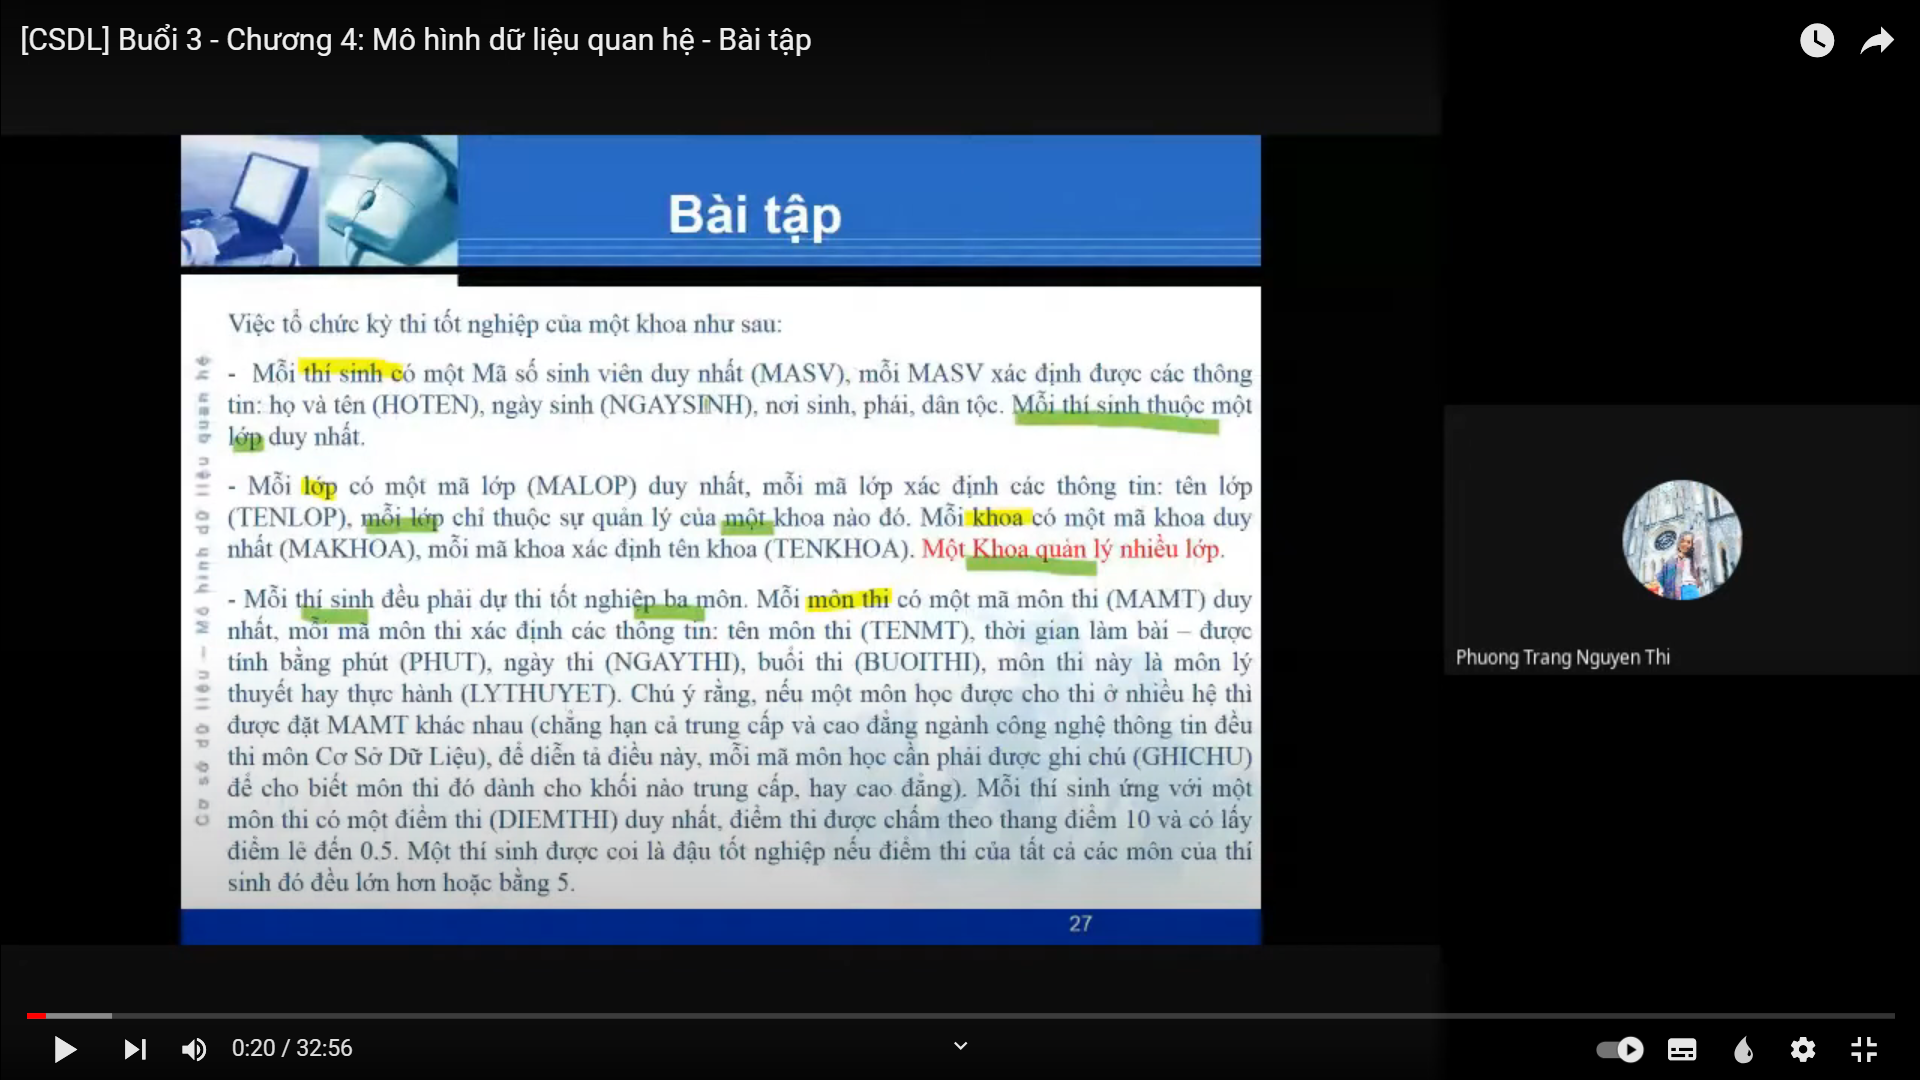 [CSDL] Buổi 3 - Chương 4: Mô hình dữ liệu quan hệ - Bài tập
Bài tập
Việc tổ chức kỳ thi tốt nghiệp của một khoa như sau:
- Mỗi thí sinh có một Mã số sinh viên duy nhất (MASV), mỗi MASV xác định được các thông
tin: họ và tên (HOTEN), ngày sinh (NGAYSINH), nơi sinh, phái, dân tộc. Mỗi thí sinh thuộc một
lớp duy nhất.
- Mỗi lớp có một mã lớp (MALOP) duy nhất, mỗi mã lớp xác định các thông tin: tên lớp
(TENLOP), mỗi lớp chỉ thuộc sự quản lý của một khoa nào đó. Mỗi khoa có một mã khoa duy
nhất (MAKHOA), mỗi mã khoa xác định tên khoa (TENKHOA). Một Khoa quản lý nhiều lớp.
- Mỗi thí sinh đều phải dự thi tốt nghiệp ba môn. Mỗi môn thi có một mã môn thi (MAMT) duy
nhất, mỗi mã môn thi xác định các thông tin: tên môn thi (TENMT), thời gian làm bài – được
tính bằng phút (PHUT), ngày thi (NGAYTHI), buổi thi (BUOITHI), môn thi này là môn lý
thuyết hay thực hành (LYTHUYET). Chú ý rằng, nếu một môn học được cho thi ở nhiều hệ thì
được đặt MAMT khác nhau (chẳng hạn cả trung cấp và cao đẳng ngành công nghệ thông tin đều
thi môn Cơ Sở Dữ Liệu), để diễn tả điều này, mỗi mã môn học cần phải được ghi chú (GHICHU)
để cho biết môn thi đó dành cho khối nào trung cấp, hay cao đẳng). Mỗi thí sinh ứng với một
môn thi có một điểm thi (DIEMTHI) duy nhất, điểm thi được chấm theo thang điểm 10 và có lấy
điểm lẻ đến 0.5. Một thí sinh được coi là đậu tốt nghiệp nếu điểm thi của tất cả các môn của thí
sinh đó đều lớn hơn hoặc bằng 5.
Cơ sở dữ liệu – Mô hình dữ liệu quan hệ
27
Phuong Trang Nguyen Thi
0:20 / 32:56